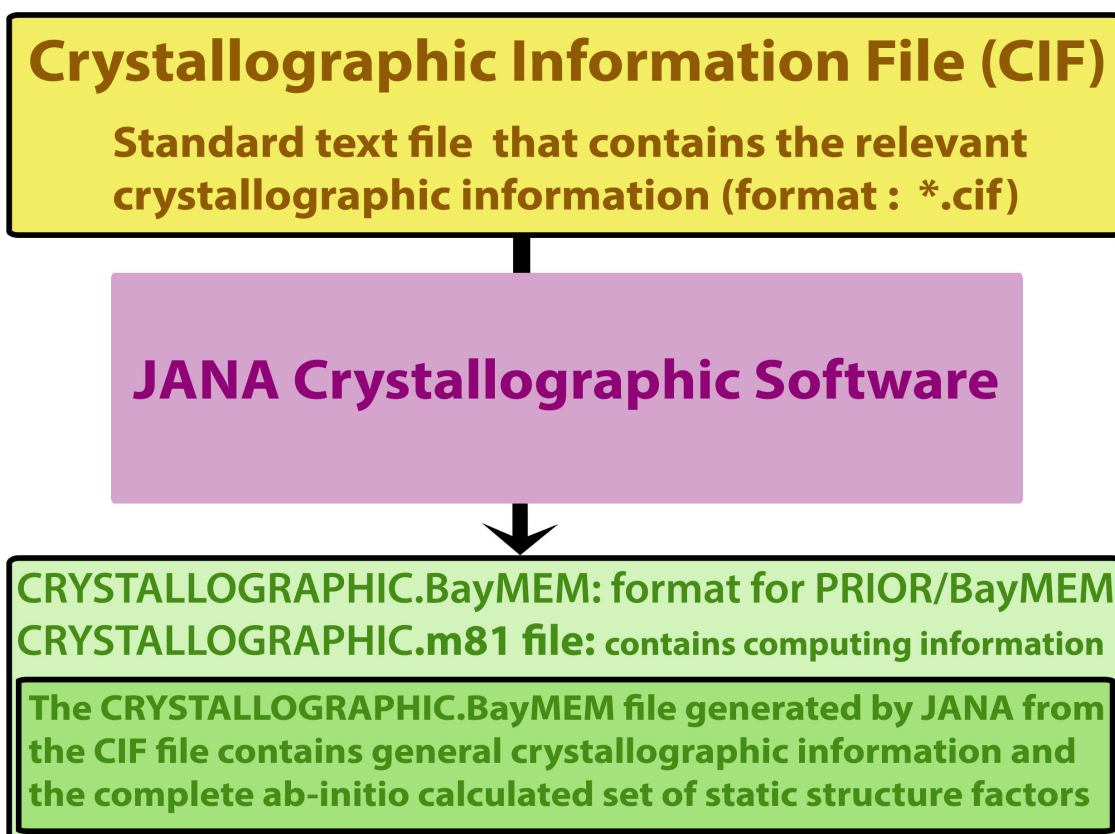 Crystallographic Information File (CIF)
Standard text file that contains the relevant
crystallographic information (format : *.cif)
JANA Crystallographic Software
CRYSTALLOGRAPHIC.BayMEM: format for PRIOR/BayMEM
CRYSTALLOGRAPHIC.m81 file: contains computing information
The CRYSTALLOGRAPHIC.BayMEM file generated by JANA from
the CIF file contains general crystallographic information and
the complete ab-initio calculated set of static structure factors